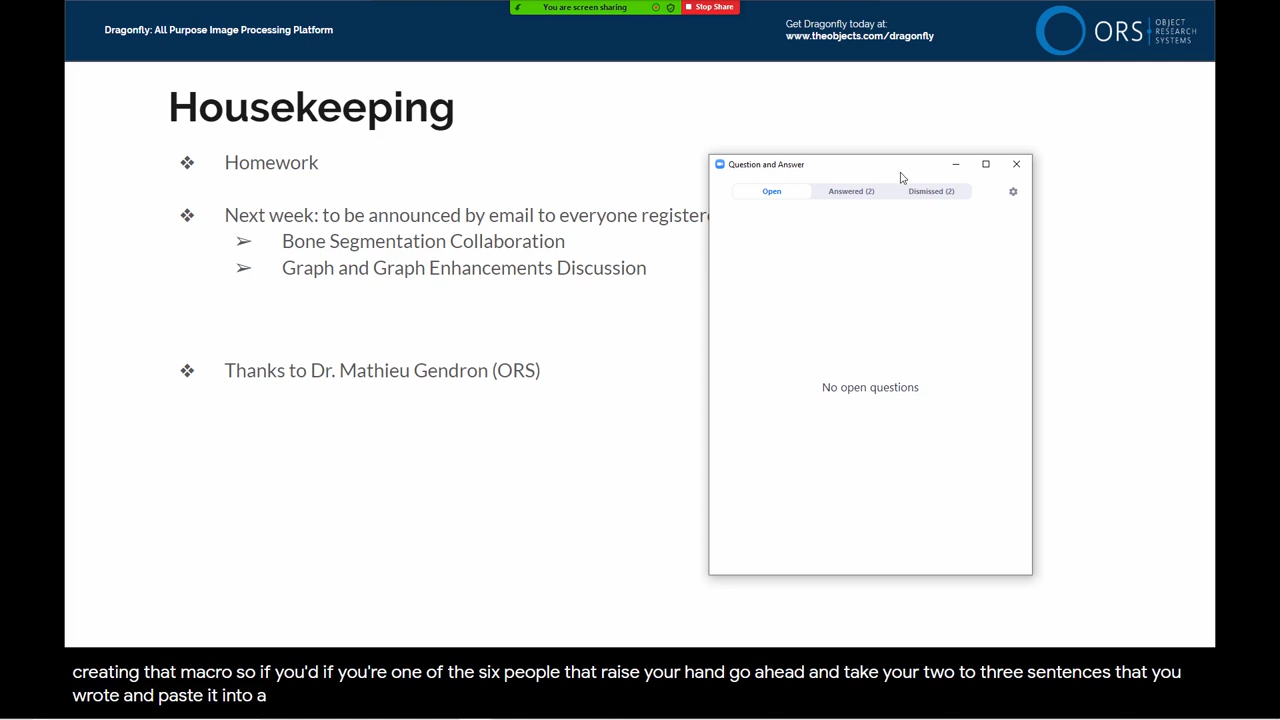 You are screen sharing
Stop Share
Dragonfly: All Purpose Image Processing Platform
Get Dragonfly today at:
www.theobjects.com/dragonfly
ORS
OBJECT
RESEARCH
SYSTEMS
Housekeeping
❖ Homework
❖ Next week: to be announced by email to everyone register
➢ Bone Segmentation Collaboration
➢ Graph and Graph Enhancements Discussion
❖ Thanks to Dr. Mathieu Gendron (ORS)
Question and Answer
Open Answered (2) Dismissed (2)
No open questions
creating that macro so if you'd if you're one of the six people that raise your hand go ahead and take your two to three sentences that you
wrote and paste it into a